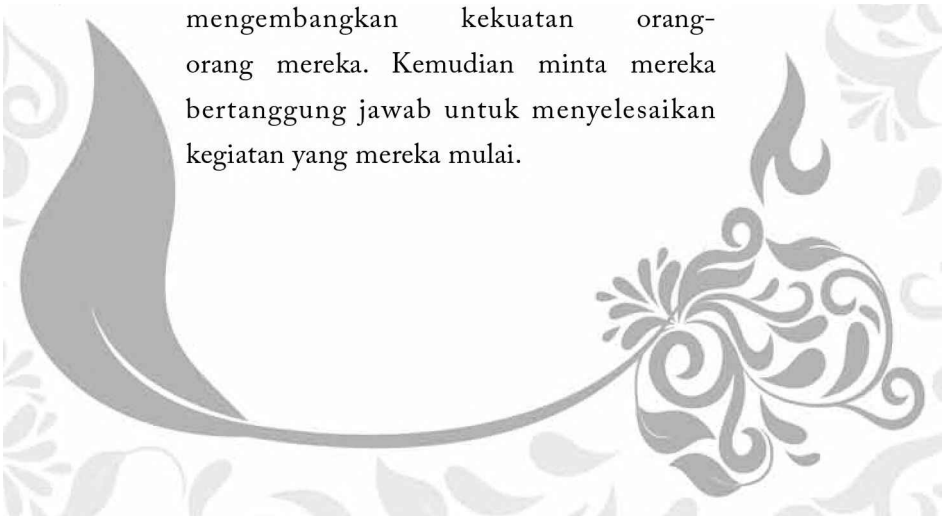 mengembangkan kekuatan orang-
orang mereka. Kemudian minta mereka
bertanggung jawab untuk menyelesaikan
kegiatan yang mereka mulai.